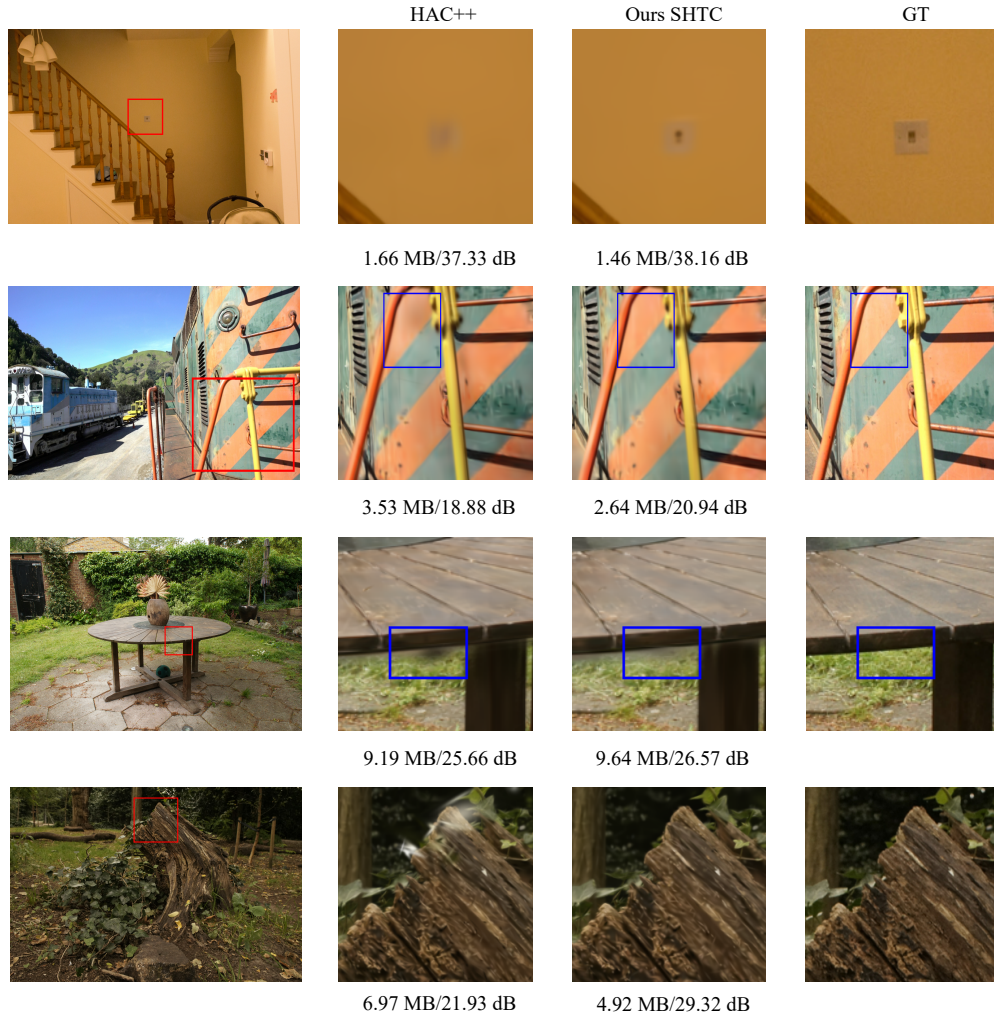 HAC++ Ours SHTC GT
1.66 MB/37.33 dB 1.46 MB/38.16 dB
3.53 MB/18.88 dB 2.64 MB/20.94 dB
9.19 MB/25.66 dB 9.64 MB/26.57 dB
6.97 MB/21.93 dB 4.92 MB/29.32 dB